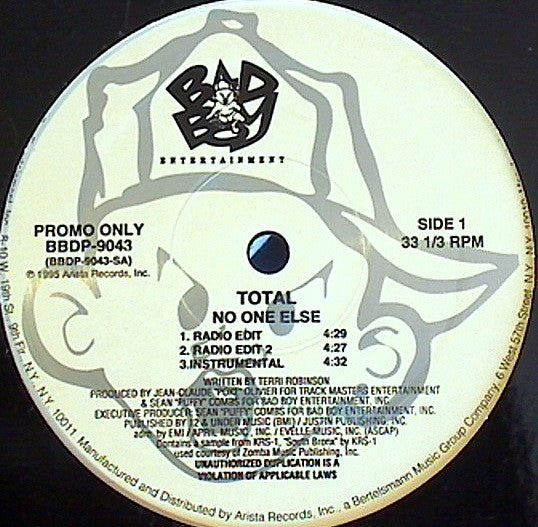 BAD
BOY
ENTERTAINMENT
PROMO ONLY
BBDP-9043
(BBDP-9043-SA)
℗ 1995 Arista Records, Inc.
SIDE 1
33 1/3 RPM
TOTAL
NO ONE ELSE
1. RADIO EDIT 4:29
2. RADIO EDIT 2 4:27
3.INSTRUMENTAL 4:32
WRITTEN BY TERRI ROBINSON
PRODUCED BY JEAN-CLAUDE "POKE" OLIVIER FOR TRACK MASTERS ENTERTAINMENT
& SEAN "PUFFY" COMBS FOR BAD BOY ENTERTAINMENT, INC.
EXECUTIVE PRODUCER: SEAN "PUFFY" COMBS FOR BAD BOY ENTERTAINMENT, INC.
PUBLISHED BY 12 & UNDER MUSIC (BMI) / JUSTIN PUBLISHING, INC.
adm. by EMI / APRIL MUSIC, INC. / EVELLE MUSIC, INC. (ASCAP)
Contains a sample from KRS-1, "South Bronx" by KRS-1
used courtesy of Zomba Music Publishing, Inc.
UNAUTHORIZED DUPLICATION IS A
VIOLATION OF APPLICABLE LAWS
19th St., 9th Flr., N.Y., N.Y. 10011. Manufactured and Distributed by Arista Records, Inc., a Bertelsmann Music Group Company, 6 West 57th Street, N.Y., N.Y.